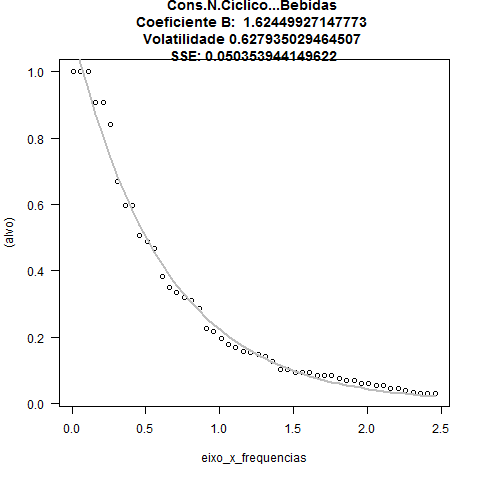 Cons.N.Ciclico...Bebidas
Coeficiente B:  1.62449927147773
Volatilidade 0.627935029464507
SSE: 0.050353944149622
1.0
0.8
0.6
0.4
0.2
0.0
(alvo)
0.0 0.5 1.0 1.5 2.0 2.5
eixo_x_frequencias